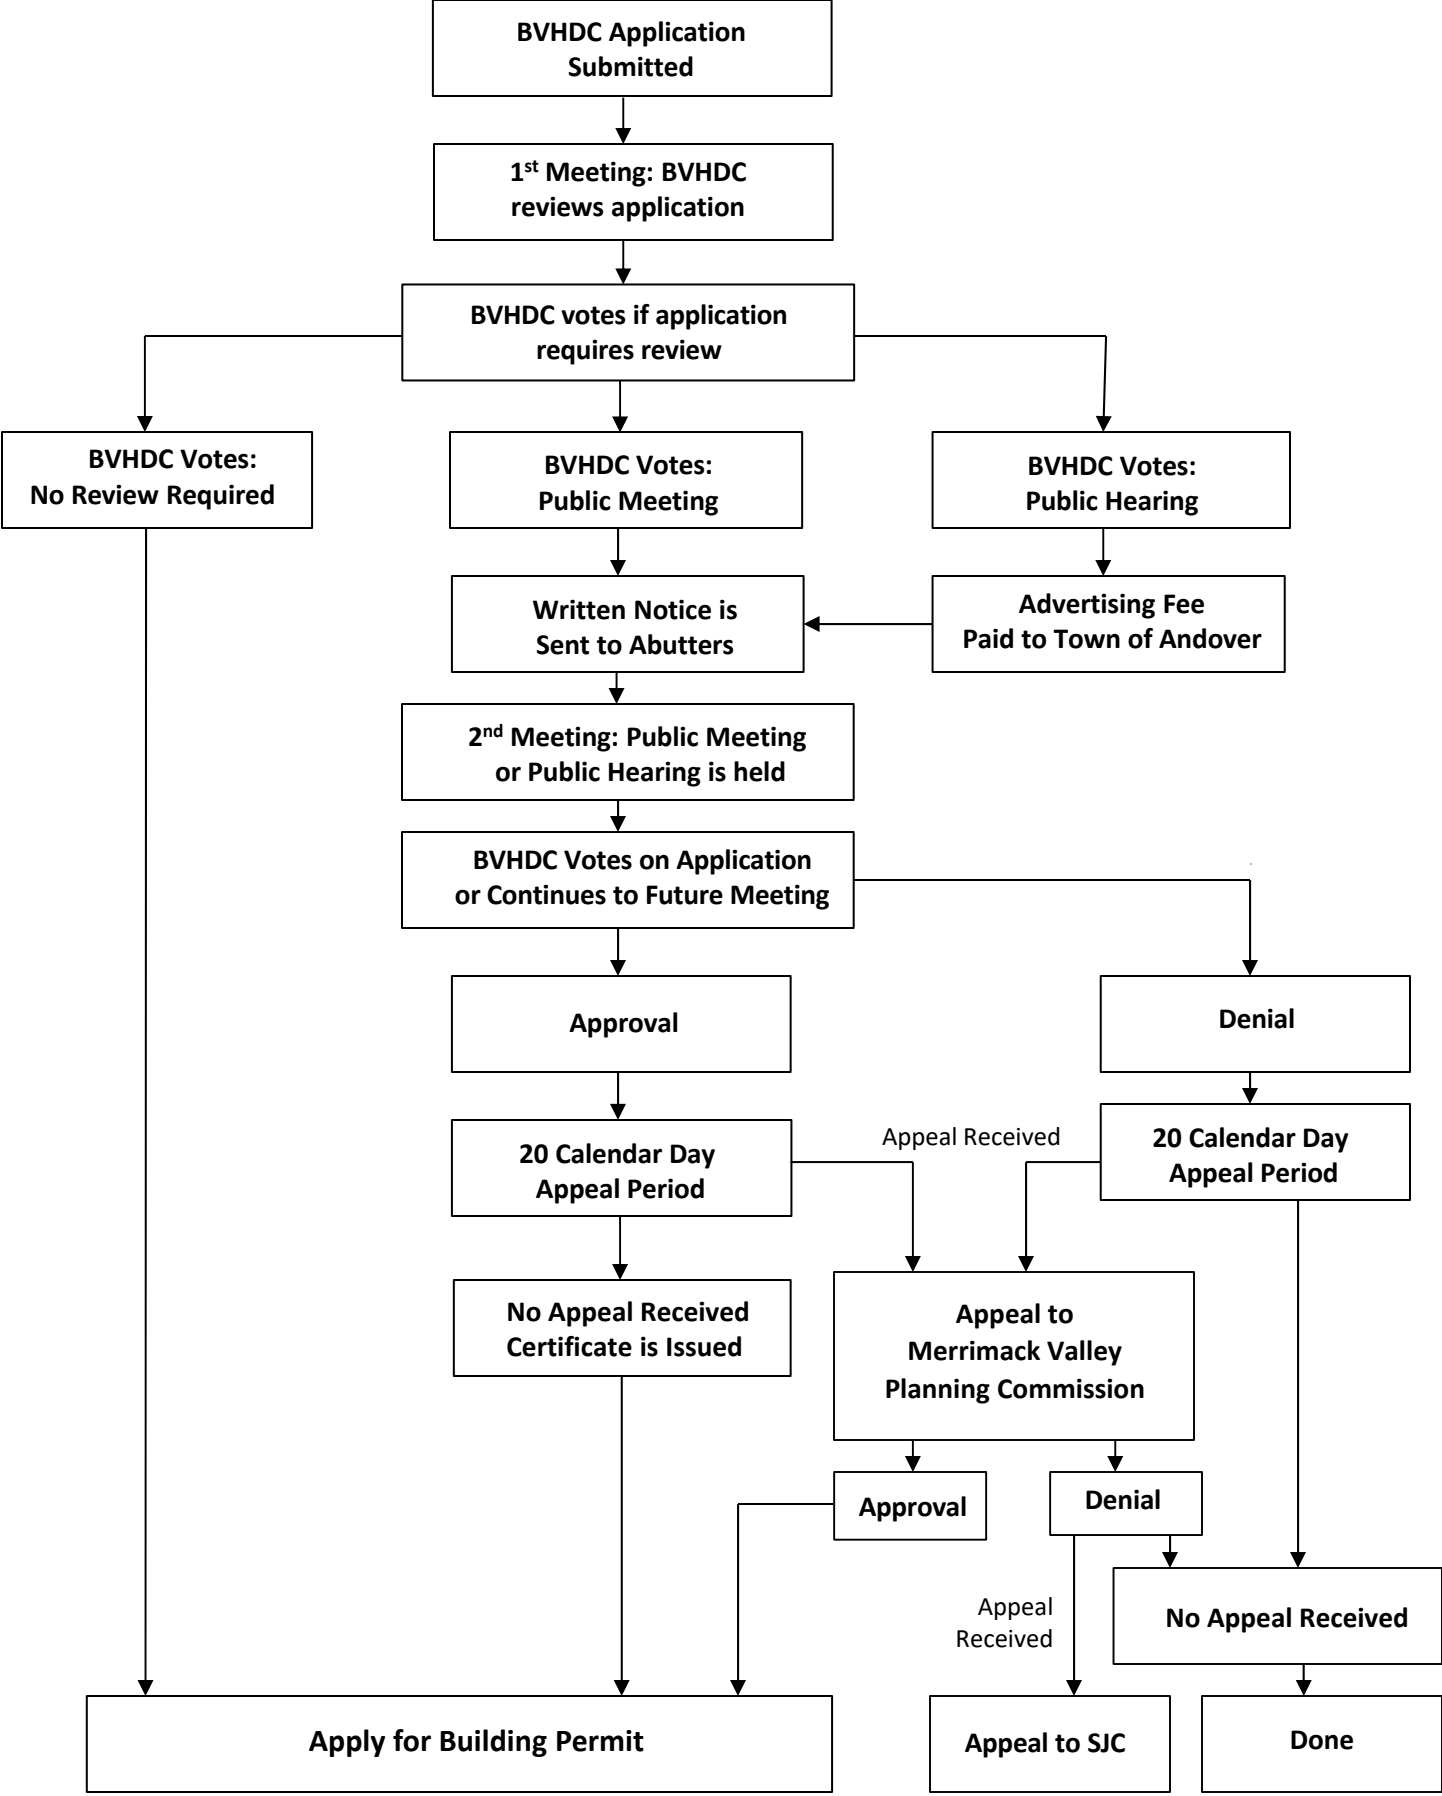 BVHDC Application
Submitted
1st Meeting: BVHDC
reviews application
BVHDC votes if application
requires review
BVHDC Votes:
No Review Required
BVHDC Votes:
Public Meeting
BVHDC Votes:
Public Hearing
Written Notice is
Sent to Abutters
Advertising Fee
Paid to Town of Andover
2nd Meeting: Public Meeting
or Public Hearing is held
BVHDC Votes on Application
or Continues to Future Meeting
Approval
Denial
20 Calendar Day
Appeal Period
Appeal Received
20 Calendar Day
Appeal Period
No Appeal Received
Certificate is Issued
Appeal to
Merrimack Valley
Planning Commission
Approval
Denial
Appeal
Received
No Appeal Received
Apply for Building Permit
Appeal to SJC
Done